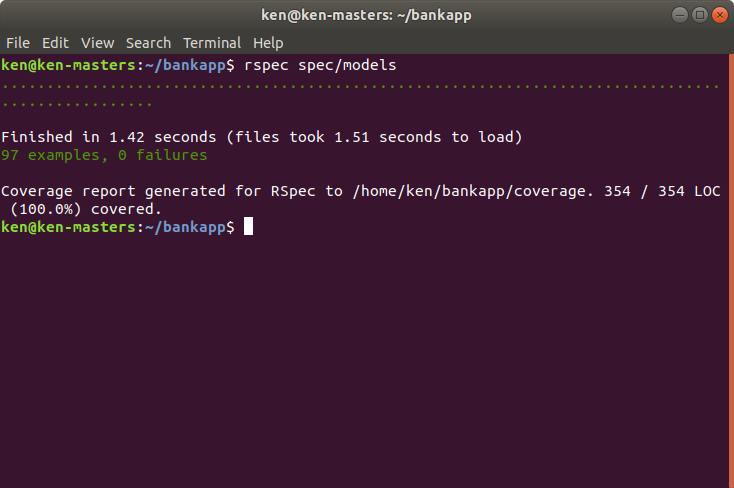 ken@ken-masters: ~/bankapp
File Edit View Search Terminal Help
ken@ken-masters:~/bankapp$ rspec spec/models
................................................................................
.................
Finished in 1.42 seconds (files took 1.51 seconds to load)
97 examples, 0 failures
Coverage report generated for RSpec to /home/ken/bankapp/coverage. 354 / 354 LOC
(100.0%) covered.
ken@ken-masters:~/bankapp$